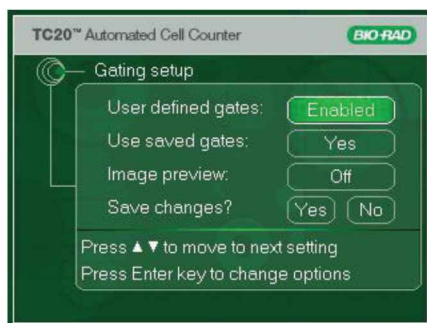 TC20™ Automated Cell Counter
BIO-RAD
Gating setup
User defined gates: Enabled
Use saved gates: Yes
Image preview: Off
Save changes? Yes No
Press ▲▼ to move to next setting
Press Enter key to change options